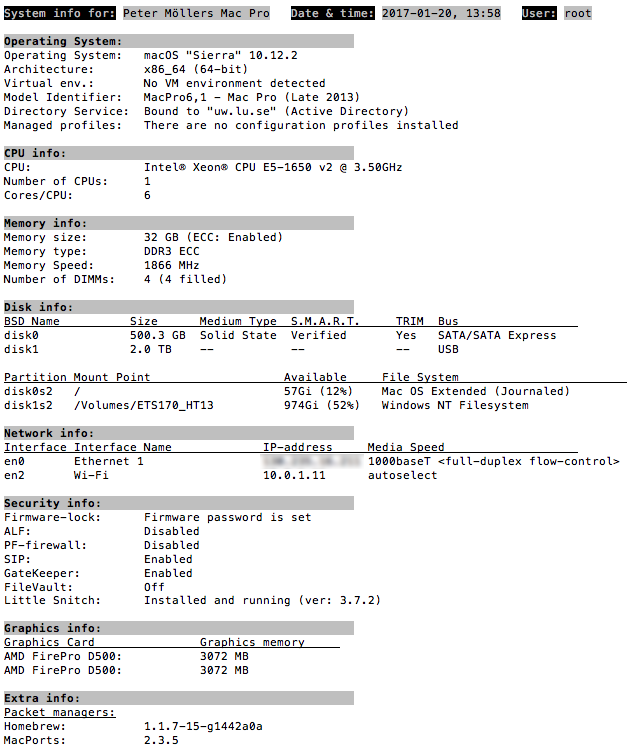 System info for: Peter Möllers Mac Pro Date & time: 2017-01-20, 13:58 User: root
Operating System:
Operating System: macOS "Sierra" 10.12.2
Architecture: x86_64 (64-bit)
Virtual env.: No VM environment detected
Model Identifier: MacPro6,1 - Mac Pro (Late 2013)
Directory Service: Bound to "uw.lu.se" (Active Directory)
Managed profiles: There are no configuration profiles installed
CPU info:
CPU: Intel® Xeon® CPU E5-1650 v2 @ 3.50GHz
Number of CPUs: 1
Cores/CPU: 6
Memory info:
Memory size: 32 GB (ECC: Enabled)
Memory type: DDR3 ECC
Memory Speed: 1866 MHz
Number of DIMMs: 4 (4 filled)
Disk info:
BSD Name Size Medium Type S.M.A.R.T. TRIM Bus
disk0 500.3 GB Solid State Verified Yes SATA/SATA Express
disk1 2.0 TB -- -- -- USB
Partition Mount Point Available File System
disk0s2 / 57Gi (12%) Mac OS Extended (Journaled)
disk1s2 /Volumes/ETS170_HT13 974Gi (52%) Windows NT Filesystem
Network info:
Interface Interface Name IP-address Media Speed
en0 Ethernet 1 1000baseT <full-duplex flow-control>
en2 Wi-Fi 10.0.1.11 autoselect
Security info:
Firmware-lock: Firmware password is set
ALF: Disabled
PF-firewall: Disabled
SIP: Enabled
GateKeeper: Enabled
FileVault: Off
Little Snitch: Installed and running (ver: 3.7.2)
Graphics info:
Graphics Card Graphics memory
AMD FirePro D500: 3072 MB
AMD FirePro D500: 3072 MB
Extra info:
Packet managers:
Homebrew: 1.1.7-15-g1442a0a
MacPorts: 2.3.5